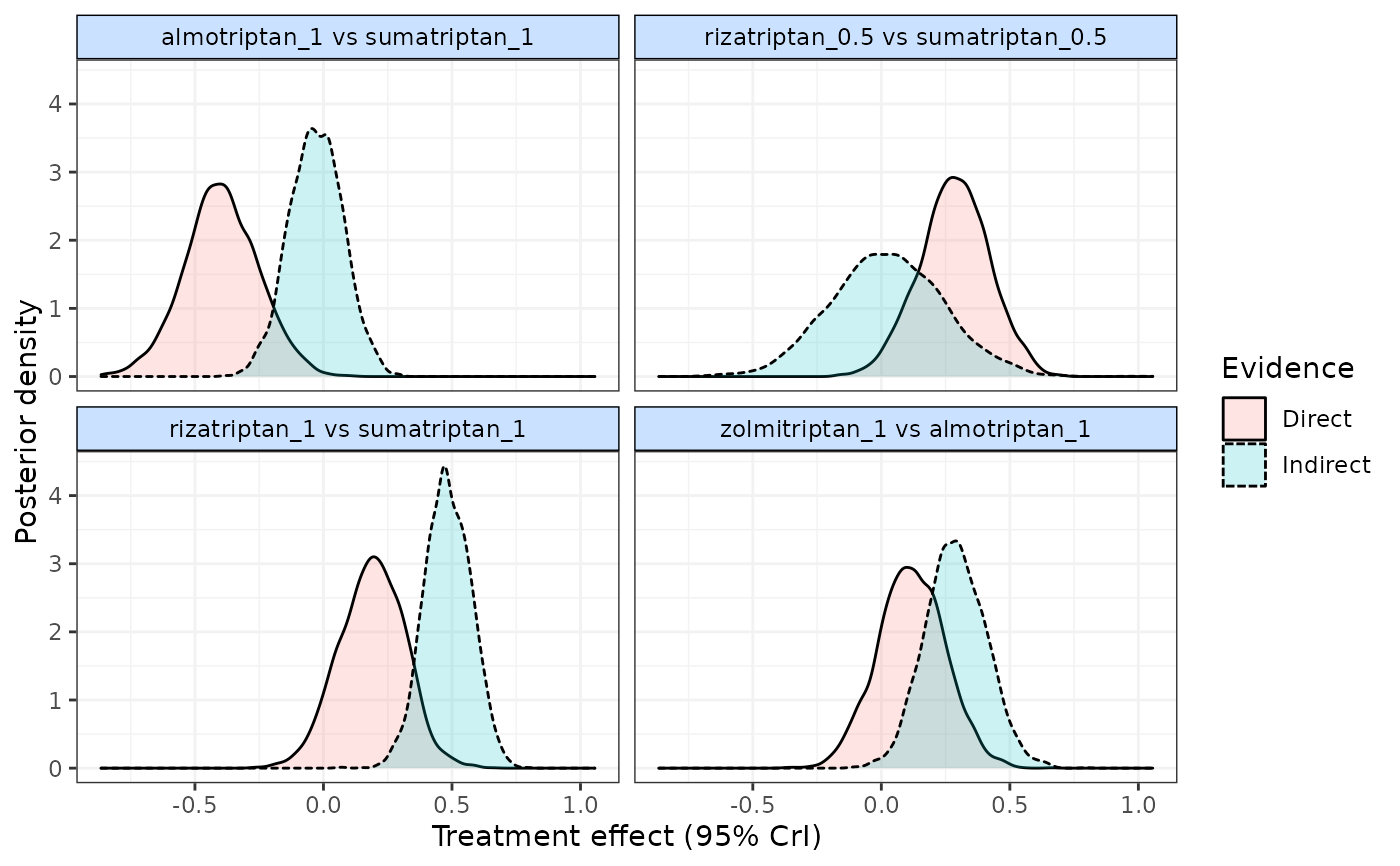 almotriptan_1 vs sumatriptan_1
rizatriptan_0.5 vs sumatriptan_0.5
4
3
2
1
0
rizatriptan_1 vs sumatriptan_1
zolmitriptan_1 vs almotriptan_1
4
3
2
1
0
-0.5 0.0 0.5 1.0
-0.5 0.0 0.5 1.0
Treatment effect (95% CrI)
Posterior density
Evidence
Direct
Indirect